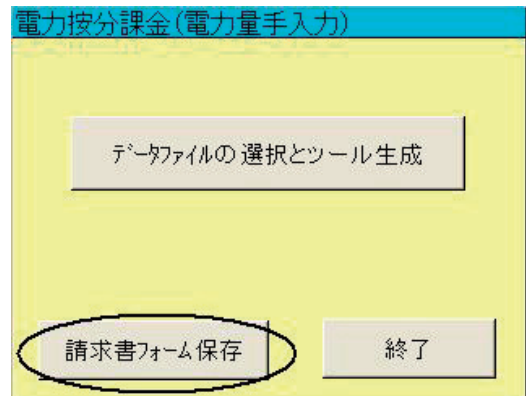 電力按分課金(電力量手入力)
データファイルの選択とツール生成
請求書フォーム保存
終了